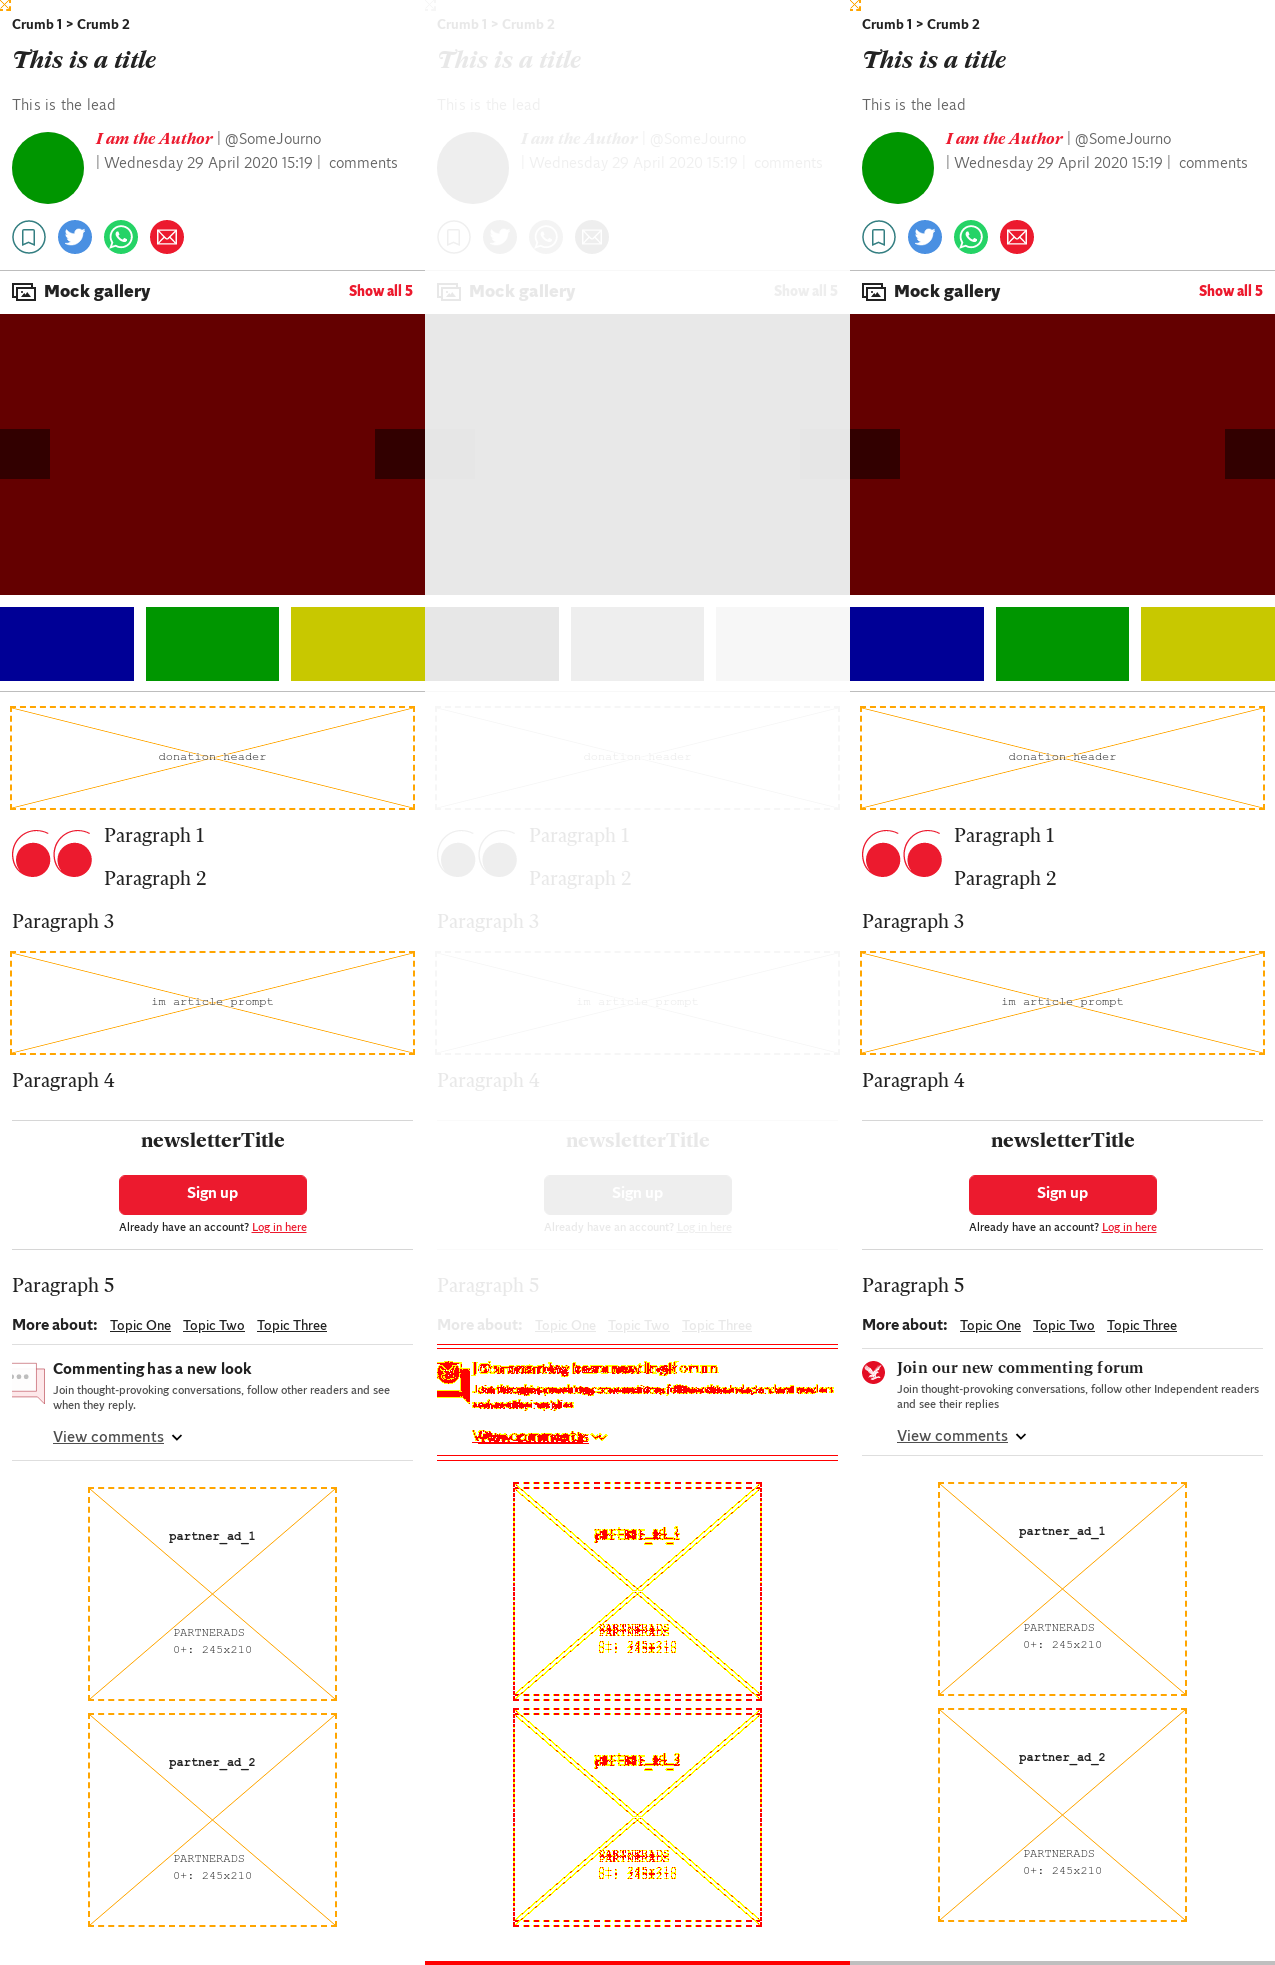 Crumb 1 > Crumb 2
This is a title
This is the lead
I am the Author | @SomeJourno
| Wednesday 29 April 2020 15:19 | comments
Mock gallery
Show all 5
donation header
Paragraph 1
Paragraph 2
Paragraph 3
im article prompt
Paragraph 4
newsletterTitle
Sign up
Already have an account? Log in here
Paragraph 5
More about: Topic One Topic Two Topic Three
Commenting has a new look
Join thought-provoking conversations, follow other readers and see
when they reply.
View comments
partner_ad_1
PARTNERADS
0+: 245x210
partner_ad_2
PARTNERADS
0+: 245x210
Crumb 1 > Crumb 2
This is a title
This is the lead
I am the Author | @SomeJourno
| Wednesday 29 April 2020 15:19 | comments
Mock gallery
Show all 5
donation header
Paragraph 1
Paragraph 2
Paragraph 3
im article prompt
Paragraph 4
newsletterTitle
Sign up
Already have an account? Log in here
Paragraph 5
More about: Topic One Topic Two Topic Three
Crumb 1 > Crumb 2
This is a title
This is the lead
I am the Author | @SomeJourno
| Wednesday 29 April 2020 15:19 | comments
Mock gallery
Show all 5
donation header
Paragraph 1
Paragraph 2
Paragraph 3
im article prompt
Paragraph 4
newsletterTitle
Sign up
Already have an account? Log in here
Paragraph 5
More about: Topic One Topic Two Topic Three
Join our new commenting forum
Join thought-provoking conversations, follow other Independent readers
and see their replies
View comments
partner_ad_1
PARTNERADS
0+: 245x210
partner_ad_2
PARTNERADS
0+: 245x210